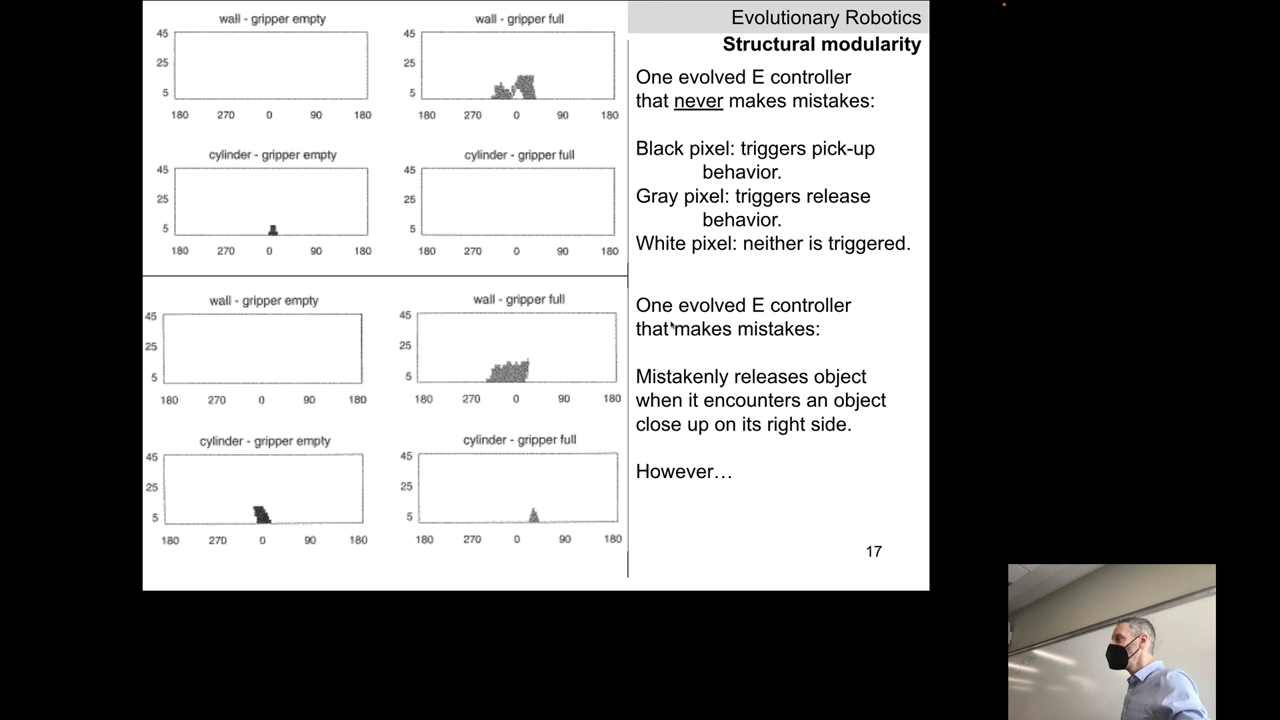 Evolutionary Robotics
Structural modularity
wall - gripper empty
45
25
5
180 270 0 90 180
wall - gripper full
45
25
5
180 270 0 90 180
cylinder - gripper empty
45
25
5
180 270 0 90 180
cylinder - gripper full
45
25
5
180 270 0 90 180
wall - gripper empty
45
25
5
180 270 0 90 180
wall - gripper full
45
25
5
180 270 0 90 180
cylinder - gripper empty
45
25
5
180 270 0 90 180
cylinder - gripper full
45
25
5
180 270 0 90 180
One evolved E controller
that never makes mistakes:
Black pixel: triggers pick-up
behavior.
Gray pixel: triggers release
behavior.
White pixel: neither is triggered.
One evolved E controller
that makes mistakes:
Mistakenly releases object
when it encounters an object
close up on its right side.
However…
17